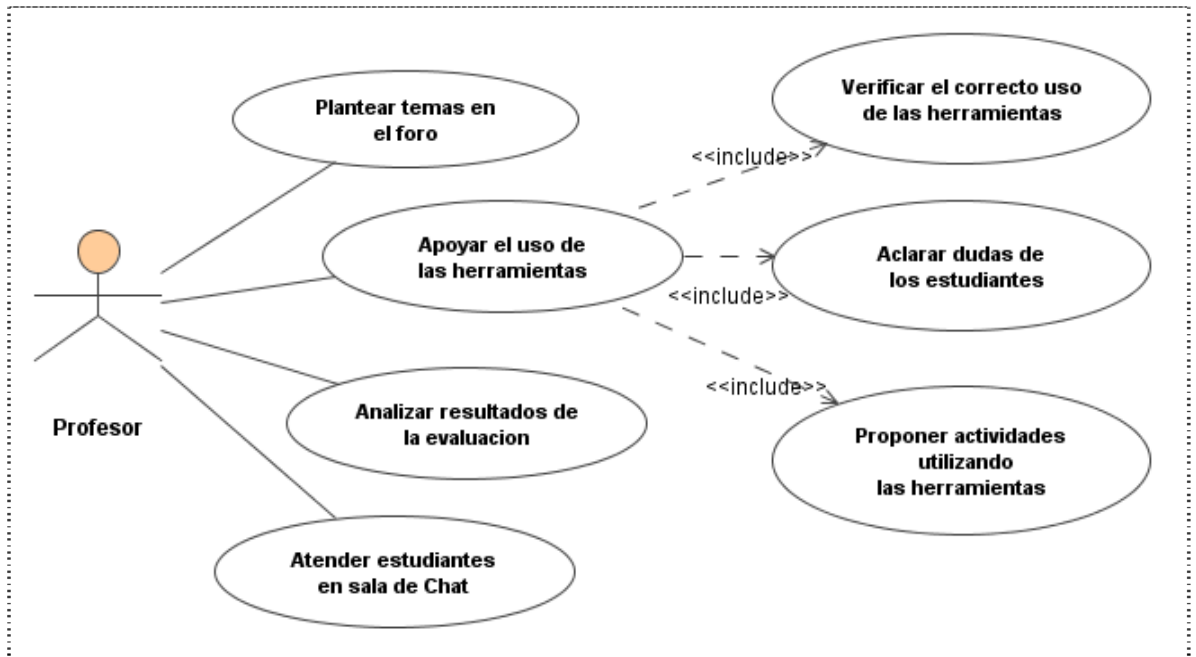 Plantear temas en
el foro
Verificar el correcto uso
de las herramientas
<<include>>
Apoyar el uso de
las herramientas
Aclarar dudas de
los estudiantes
<<include>>
<<include>>
Profesor
Analizar resultados de
la evaluacion
Proponer actividades
utilizando
las herramientas
Atender estudiantes
en sala de Chat